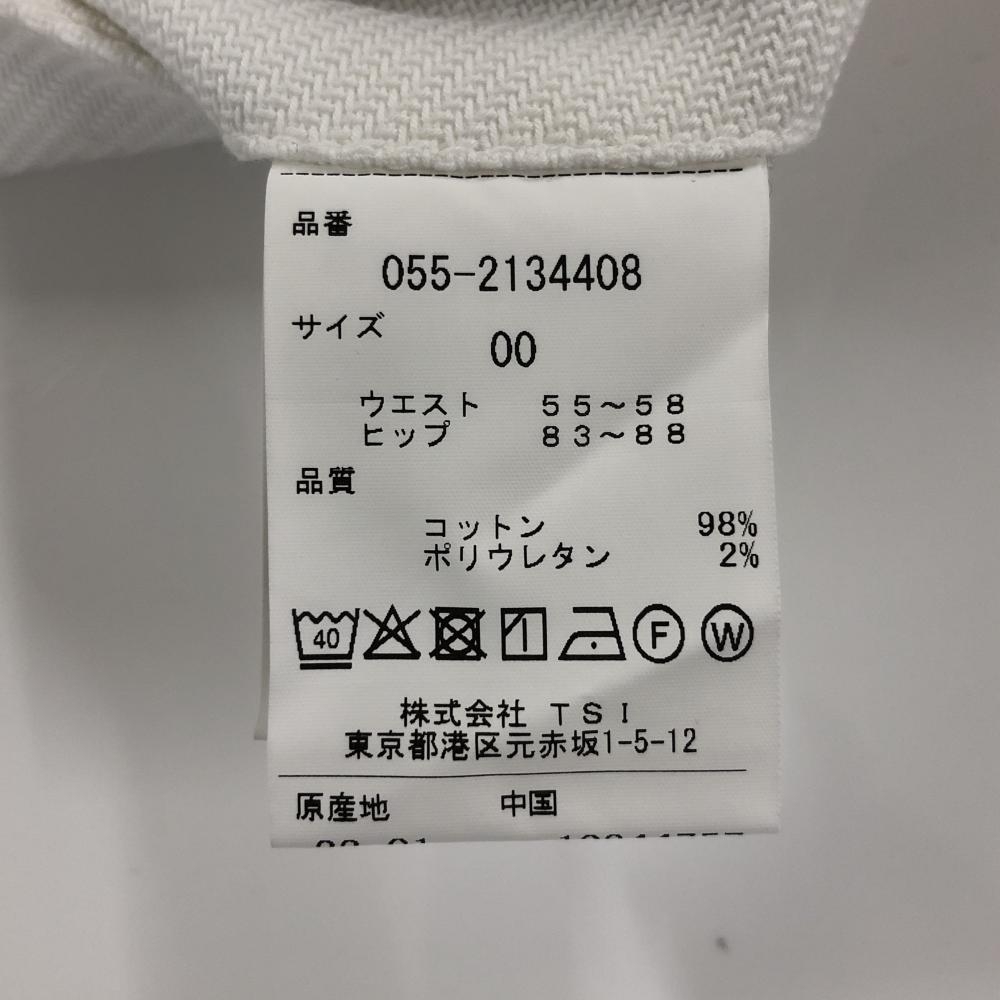 品番
055-2134408
サイズ
00
ウエスト 55～58
ヒップ 83～88
品質
コットン 98%
ポリウレタン 2%
40 F W
株式会社 TSI
東京都港区元赤坂1-5-12
原産地 中国